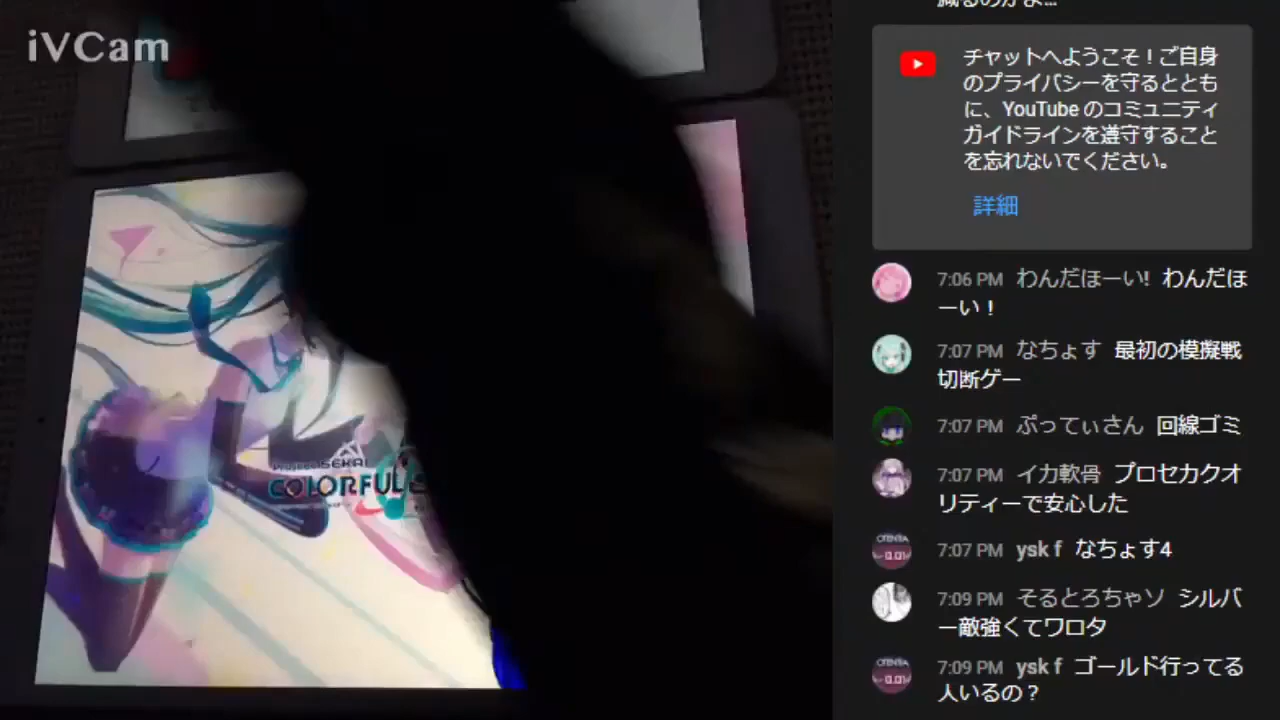 iVCam
チャットへようこそ！ご自身
のプライバシーを守るととも
に、YouTube のコミュニティ
ガイドラインを遵守すること
を忘れないでください。
詳細
7:06 PM わんだほーい! わんだほ
ーい！
7:07 PM なちょす 最初の模擬戦
切断ゲー
7:07 PM ぷってぃさん 回線ゴミ
7:07 PM イカ軟骨 プロセカクオ
リティーで安心した
7:07 PM ysk f なちょす4
7:09 PM そるとろちゃソ シルバ
ー敵強くてワロタ
7:09 PM ysk f ゴールド行ってる
人いるの？
SEKAI
COLORFUL